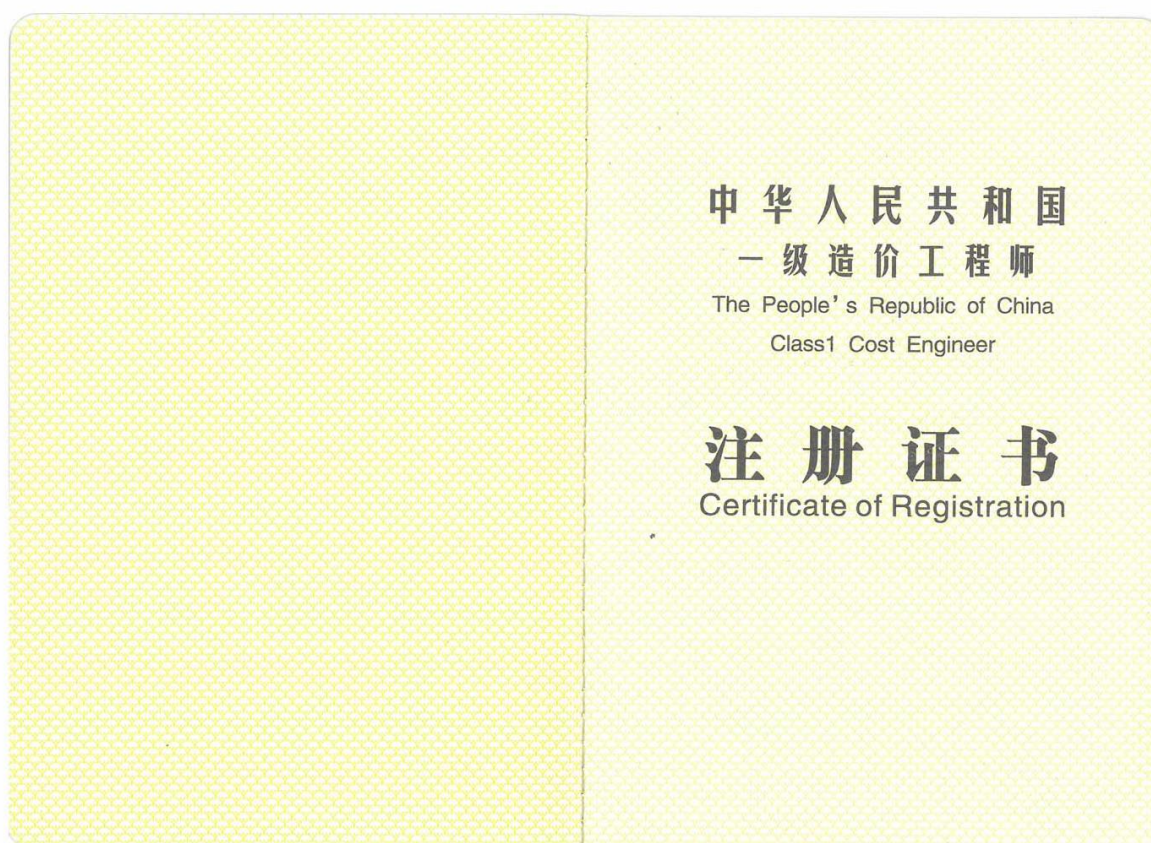 中华人民共和国
一级造价工程师
The People's Republic of China
Class1 Cost Engineer
注册证书
Certificate of Registration